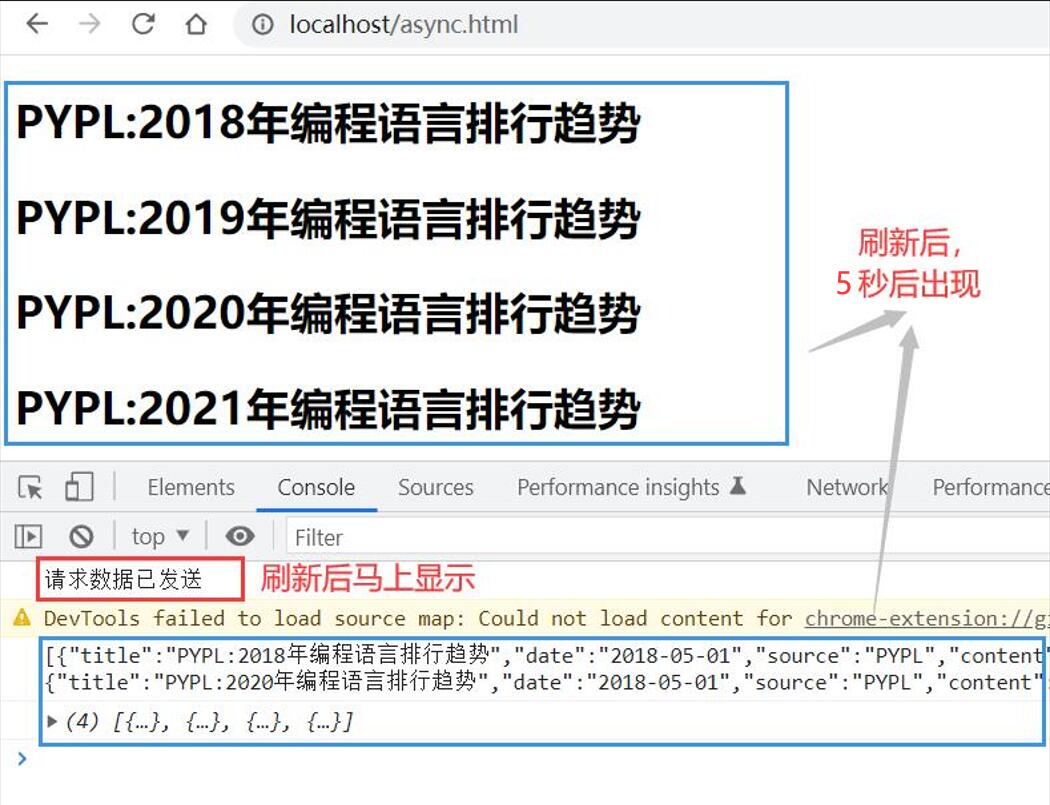 localhost/async.html
PYPL:2018年编程语言排行趋势
PYPL:2019年编程语言排行趋势
PYPL:2020年编程语言排行趋势
PYPL:2021年编程语言排行趋势
刷新后,
5 秒后出现
Elements Console Sources Performance insights Network Performance
top Filter
请求数据已发送 刷新后马上显示
DevTools failed to load source map: Could not load content for chrome-extension://g
[{"title":"PYPL:2018年编程语言排行趋势","date":"2018-05-01","source":"PYPL","content"
{"title":"PYPL:2020年编程语言排行趋势","date":"2018-05-01","source":"PYPL","content":
(4) [{…}, {…}, {…}, {…}]